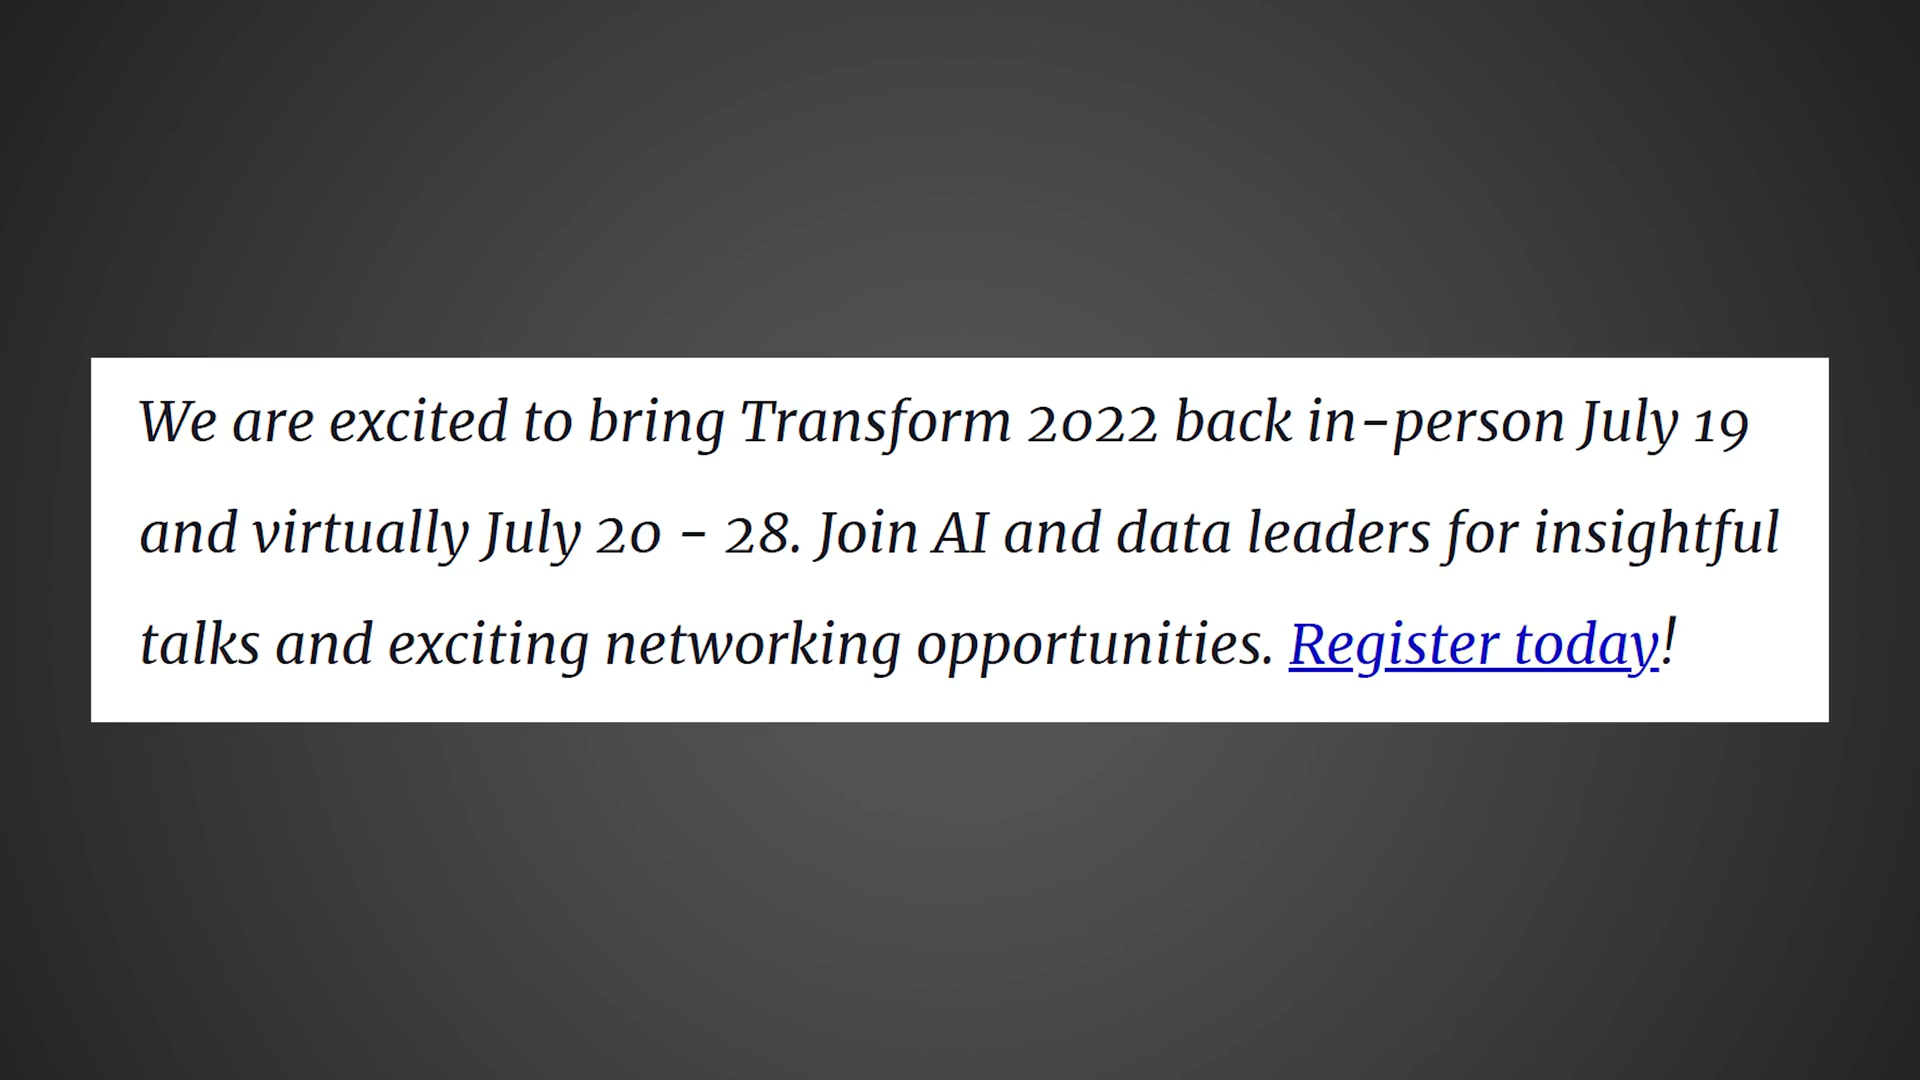 We are excited to bring Transform 2022 back in-person July 19
and virtually July 20 - 28. Join AI and data leaders for insightful
talks and exciting networking opportunities. Register today!